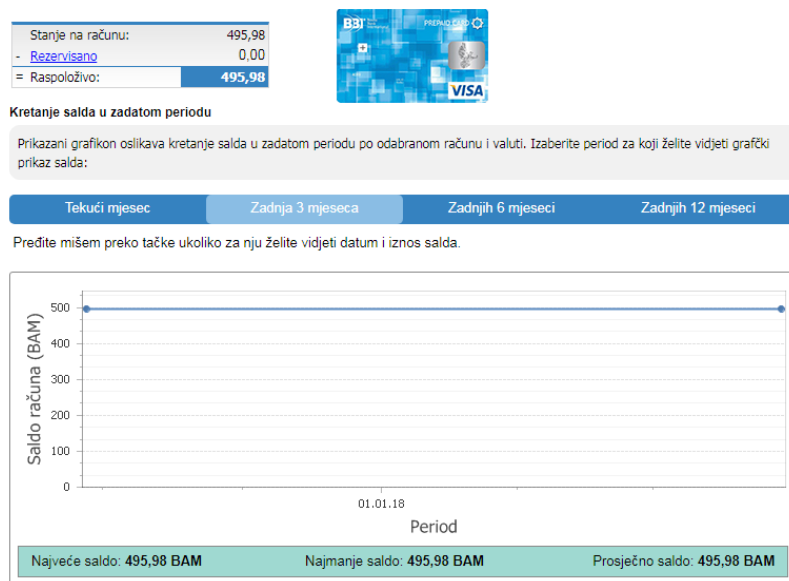 Stanje na računu: 495,98
- Rezervisano 0,00
= Raspoloživo: 495,98
BBI
PREPAID CARD
VISA
Kretanje salda u zadatom periodu
Prikazani grafikon oslikava kretanje salda u zadatom periodu po odabranom računu i valuti. Izaberite period za koji želite vidjeti grafčki
prikaz salda:
Tekući mjesec Zadnja 3 mjeseca Zadnjih 6 mjeseci Zadnjih 12 mjeseci
Pređite mišem preko tačke ukoliko za nju želite vidjeti datum i iznos salda.
Saldo računa (BAM)
500
400
300
200
100
0
01.01.18
Period
Najveće saldo: 495,98 BAM Najmanje saldo: 495,98 BAM Prosječno saldo: 495,98 BAM